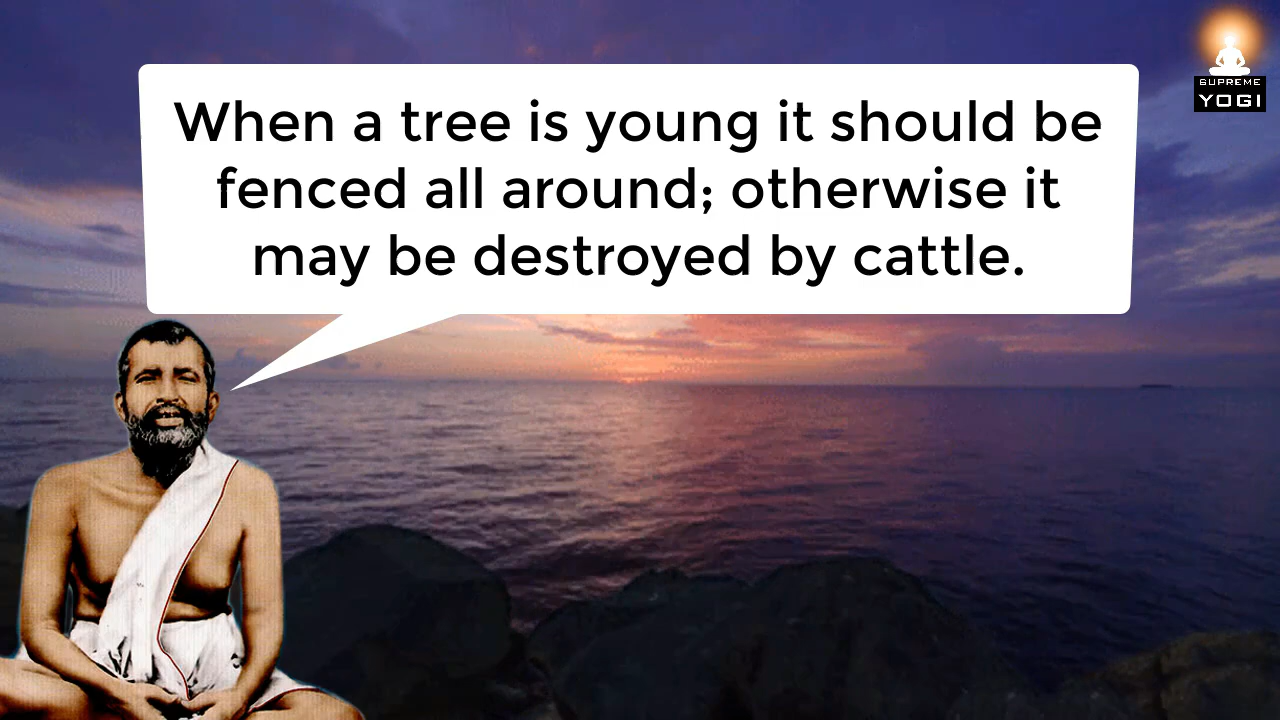 When a tree is young it should be
fenced all around; otherwise it
may be destroyed by cattle.
SUPREME
YOGI